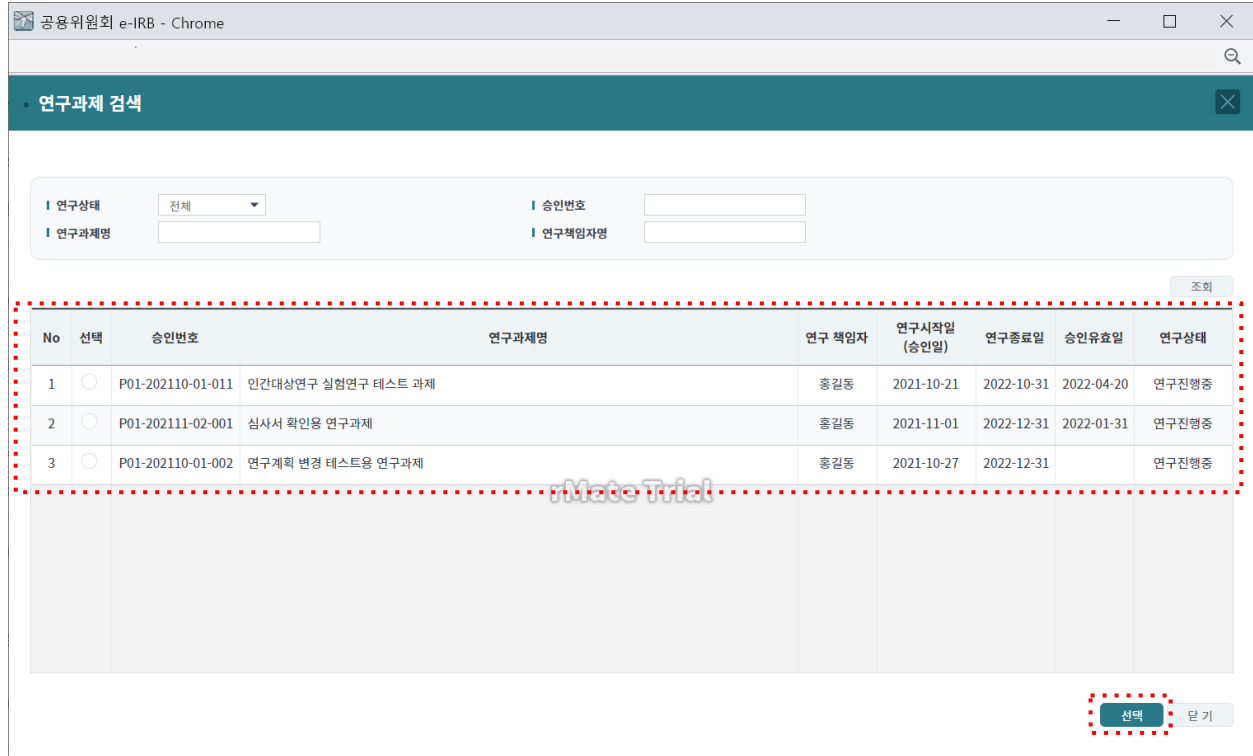 공용위원회 e-IRB - Chrome
연구과제 검색
연구상태 전체 승인번호
연구과제명 연구책임자명
조회
No 선택 승인번호 연구과제명 연구 책임자 연구시작일 (승인일) 연구종료일 승인유효일 연구상태
1 P01-202110-01-011 인간대상연구 실험연구 테스트 과제 홍길동 2021-10-21 2022-10-31 2022-04-20 연구진행중
2 P01-202111-02-001 심사서 확인용 연구과제 홍길동 2021-11-01 2022-12-31 2022-01-31 연구진행중
3 P01-202110-01-002 연구계획 변경 테스트용 연구과제 홍길동 2021-10-27 2022-12-31 연구진행중
rMate Trial
선택 닫 기